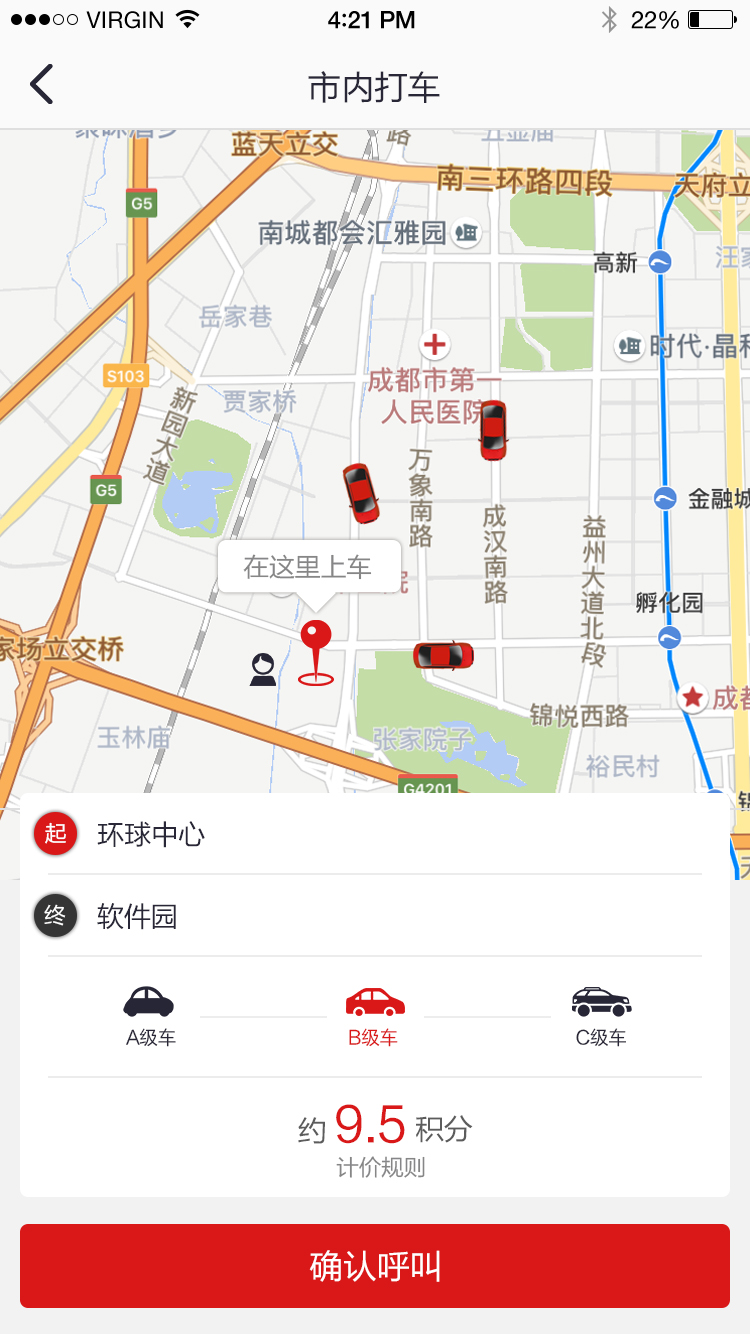 VIRGIN 4:21 PM 22%
市内打车
蓝天立交
路
五显庙
南三环路四段
天府立
G5
南城都会汇雅园
高新
汪家
岳家巷
时代·晶科
S103
成都市第一
人民医院
贾家桥
新园大道
万象南路
G5
金融城
成汉南路
益州大道北段
在这里上车
院
孵化园
家场立交桥
成都
锦悦西路
玉林庙
张家院子
裕民村
G4201
锦
起 环球中心
终 软件园
A级车 B级车 C级车
约 9.5 积分
计价规则
确认呼叫